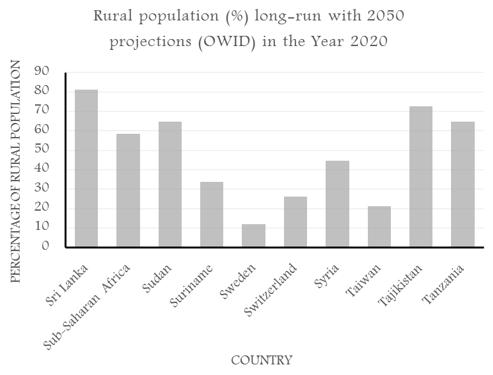 Rural population (%) long-run with 2050
projections (OWID) in the Year 2020
PERCENTAGE OF RURAL POPULATION
90
80
70
60
50
40
30
20
10
0
Sri Lanka
Sub-Saharan Africa
Sudan
Suriname
Sweden
Switzerland
Syria
Taiwan
Tajikistan
Tanzania
COUNTRY